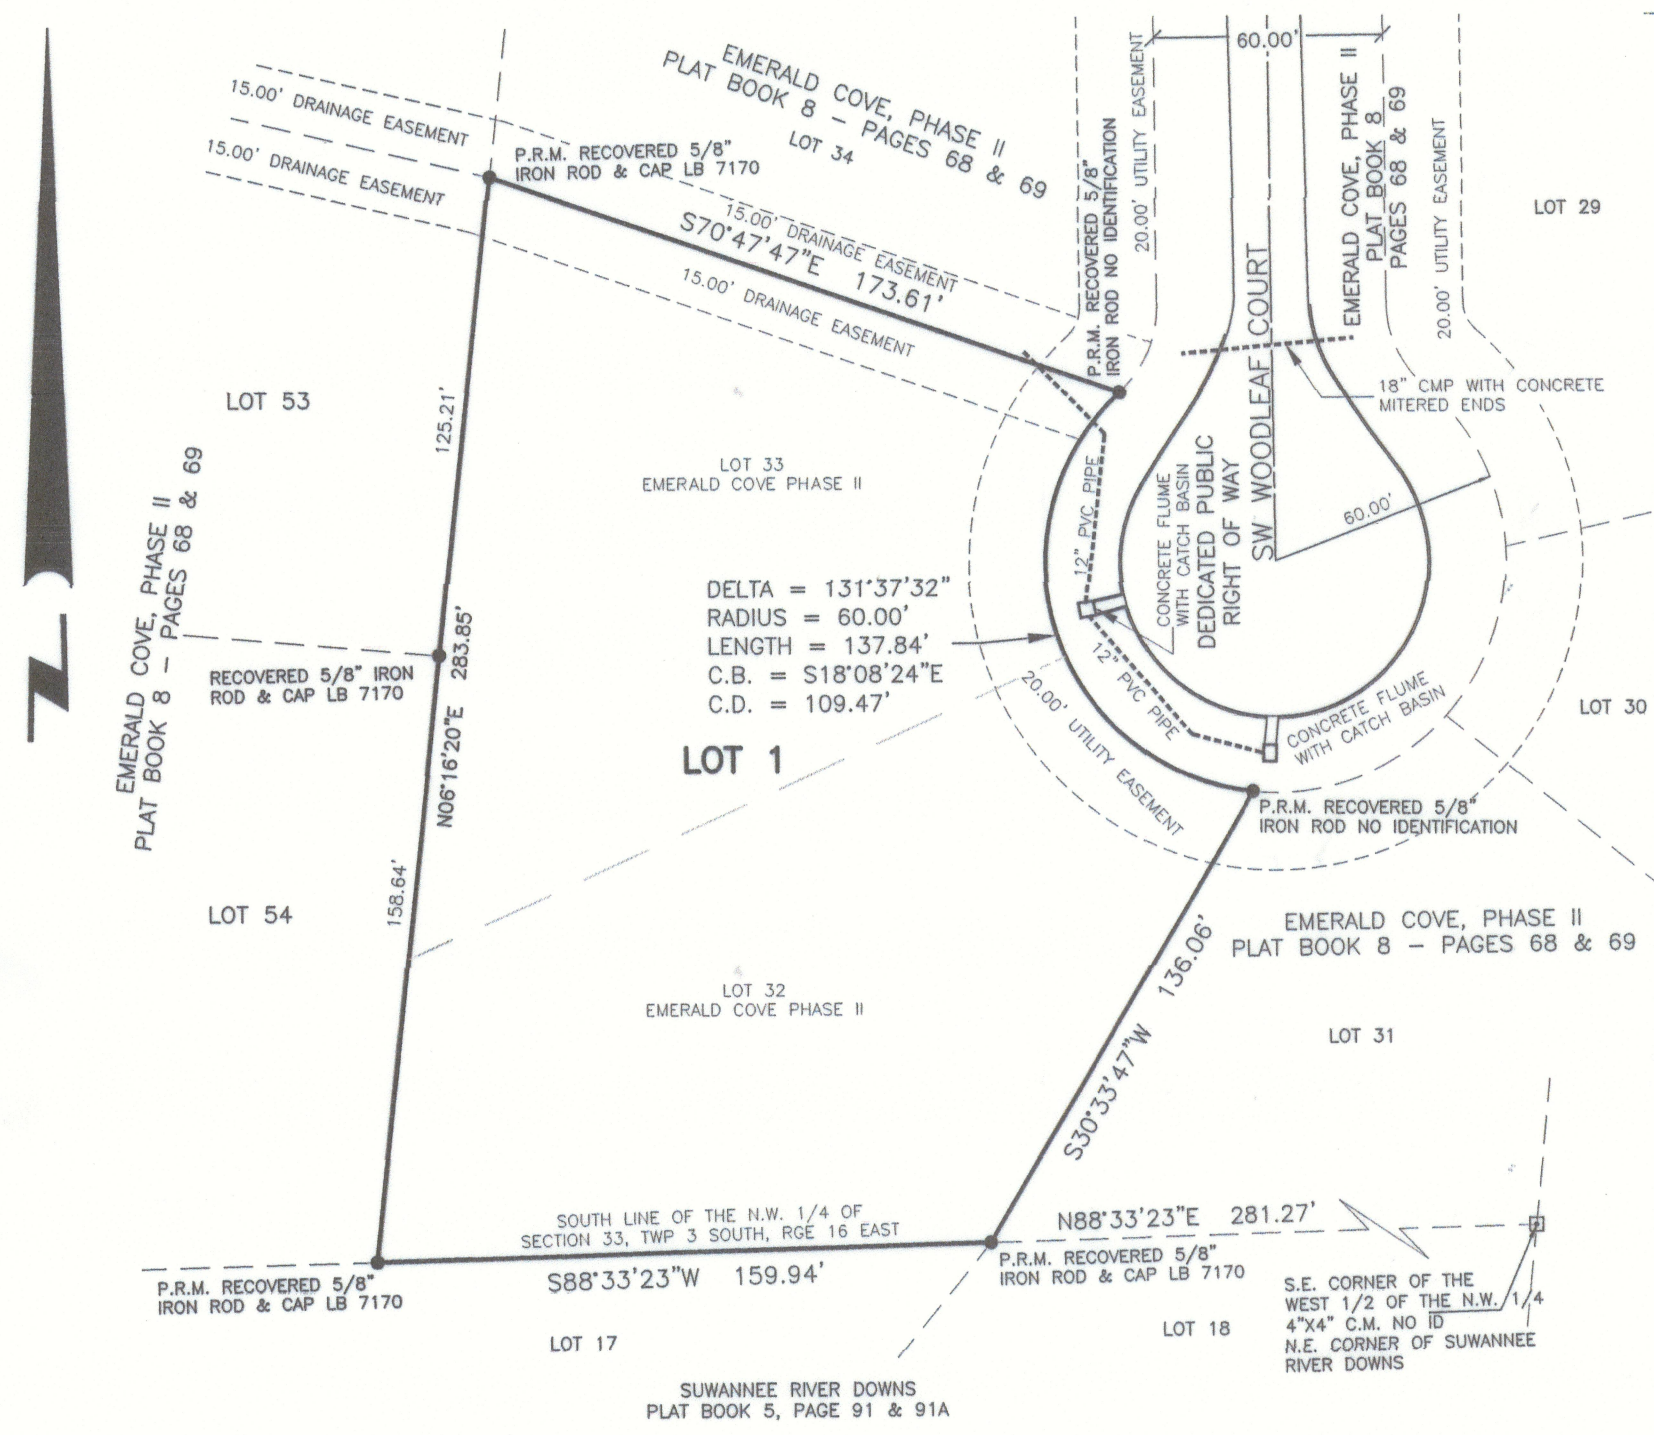 15.00' DRAINAGE EASEMENT
15.00' DRAINAGE EASEMENT
P.R.M. RECOVERED 5/8"
IRON ROD & CAP LB 7170
EMERALD COVE, PHASE II
PLAT BOOK 8 – PAGES 68 & 69
LOT 34
15.00' DRAINAGE EASEMENT
S70°47'47"E 173.61'
15.00' DRAINAGE EASEMENT
P.R.M. RECOVERED 5/8"
IRON ROD NO IDENTIFICATION
20.00' UTILITY EASEMENT
60.00'
EMERALD COVE, PHASE II
PLAT BOOK 8
PAGES 68 & 69
20.00' UTILITY EASEMENT
LOT 29
SW WOODLEAF COURT
18" CMP WITH CONCRETE
MITERED ENDS
LOT 53
125.21'
LOT 33
EMERALD COVE PHASE II
12" PVC PIPE
CONCRETE FLUME
WITH CATCH BASIN
DEDICATED PUBLIC
RIGHT OF WAY
60.00'
EMERALD COVE, PHASE II
PLAT BOOK 8 – PAGES 68 & 69
DELTA = 131°37'32"
RADIUS = 60.00'
LENGTH = 137.84'
C.B. = S18°08'24"E
C.D. = 109.47'
RECOVERED 5/8" IRON
ROD & CAP LB 7170
N06°16'20"E 283.85'
12" PVC PIPE
20.00' UTILITY EASEMENT
CONCRETE FLUME
WITH CATCH BASIN
LOT 30
LOT 1
P.R.M. RECOVERED 5/8"
IRON ROD NO IDENTIFICATION
158.64'
LOT 54
EMERALD COVE, PHASE II
PLAT BOOK 8 – PAGES 68 & 69
136.06'
S30°33'47"W
LOT 32
EMERALD COVE PHASE II
LOT 31
SOUTH LINE OF THE N.W. 1/4 OF
SECTION 33, TWP 3 SOUTH, RGE 16 EAST
S88°33'23"W 159.94'
N88°33'23"E 281.27'
P.R.M. RECOVERED 5/8"
IRON ROD & CAP LB 7170
P.R.M. RECOVERED 5/8"
IRON ROD & CAP LB 7170
S.E. CORNER OF THE
WEST 1/2 OF THE N.W. 1/4
4"X4" C.M. NO ID
N.E. CORNER OF SUWANNEE
RIVER DOWNS
LOT 17
LOT 18
SUWANNEE RIVER DOWNS
PLAT BOOK 5, PAGE 91 & 91A